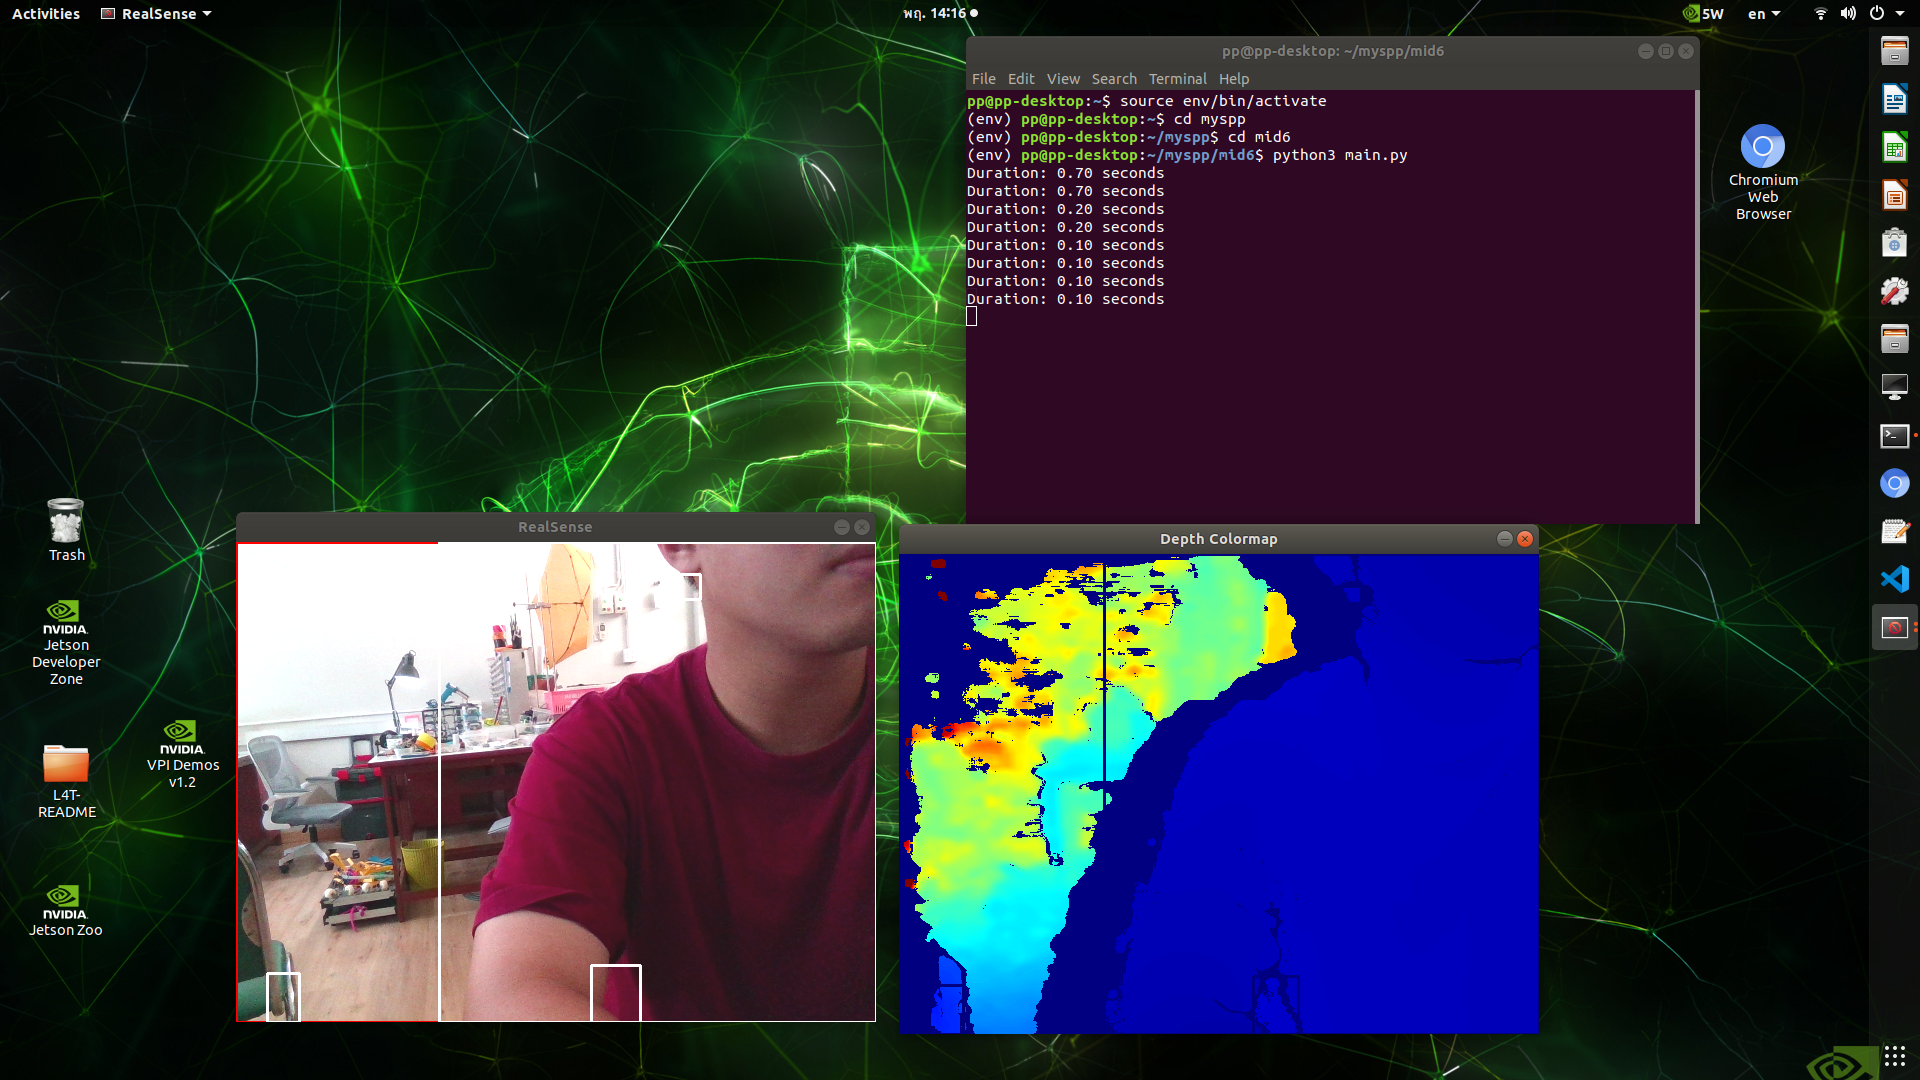 Activities
RealSense
พฤ. 14:16
5W
en
pp@pp-desktop: ~/myspp/mid6
File Edit View Search Terminal Help
pp@pp-desktop:~$ source env/bin/activate
(env) pp@pp-desktop:~$ cd myspp
(env) pp@pp-desktop:~/myspp$ cd mid6
(env) pp@pp-desktop:~/myspp/mid6$ python3 main.py
Duration: 0.70 seconds
Duration: 0.70 seconds
Duration: 0.20 seconds
Duration: 0.20 seconds
Duration: 0.10 seconds
Duration: 0.10 seconds
Duration: 0.10 seconds
Duration: 0.10 seconds
Chromium
Web
Browser
Trash
NVIDIA.
Jetson
Developer
Zone
NVIDIA.
VPI Demos
v1.2
L4T-
README
NVIDIA.
Jetson Zoo
RealSense
Depth Colormap